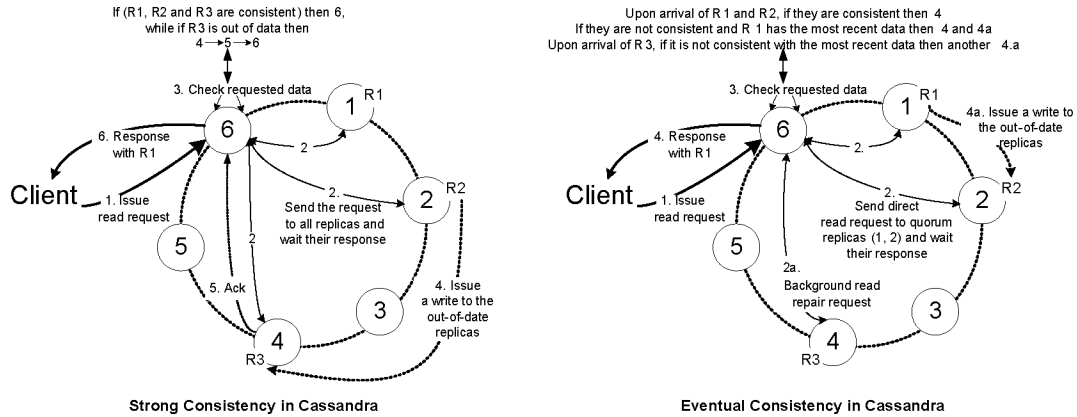 If (R1, R2 and R3 are consistent) then 6,
while if R3 is out of data then
4 → 5 → 6
3. Check requested data
6
1
R1
6. Response
with R1
2.
Client
1. Issue
read request
2.
2
R2
Send the request
to all replicas and
wait their response
5
2
5. Ack
4. Issue
a write to the
out-of-date
replicas
3
4
R3
Strong Consistency in Cassandra
Upon arrival of R1 and R2, if they are consistent then 4
If they are not consistent and R1 has the most recent data then 4 and 4a
Upon arrival of R3, if it is not consistent with the most recent data then another 4.a
3. Check requested data
6
1
R1
4a. Issue a write to
the out-of-date
replicas
4. Response
with R1
2.
Client
1. Issue
read request
2.
2
R2
Send direct
read request to quorum
replicas (1, 2) and wait
their response
5
2a.
Background read
repair request
3
4
R3
Eventual Consistency in Cassandra